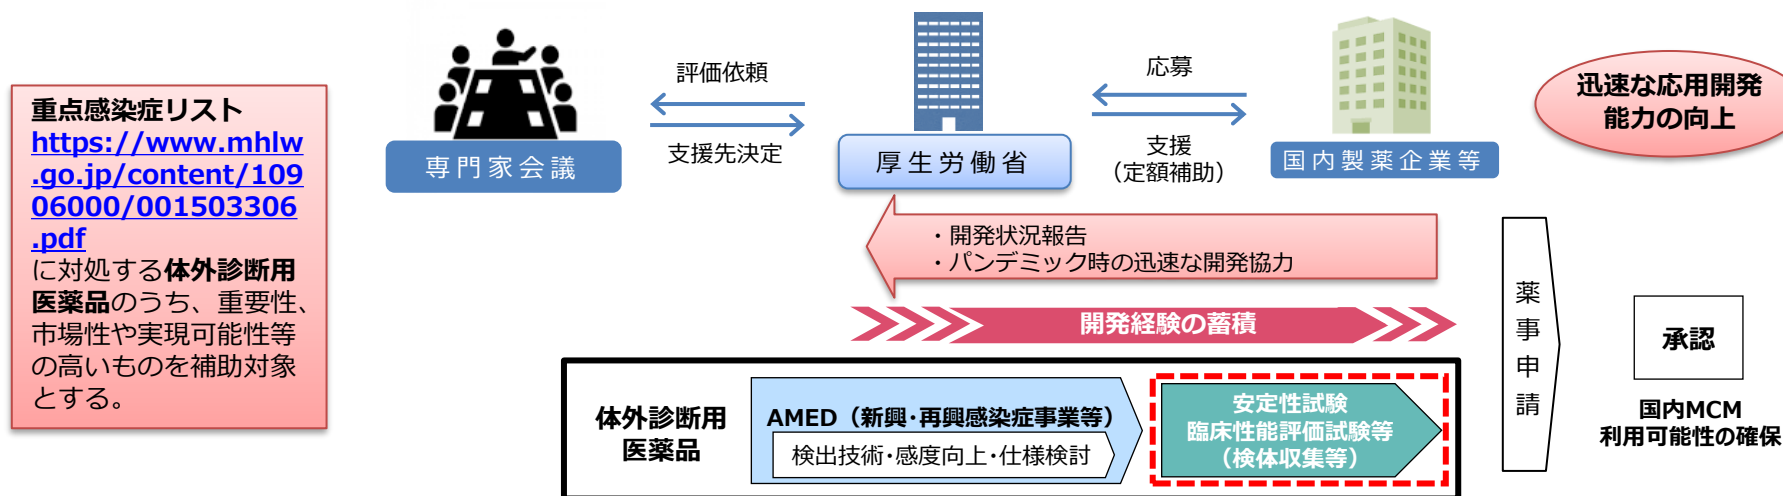 重点感染症リスト
https://www.mhlw
.go.jp/content/109
06000/001503306
.pdf
に対処する体外診断用
医薬品のうち、重要性、
市場性や実現可能性等
の高いものを補助対象
とする。
専門家会議
評価依頼
支援先決定
厚生労働省
応募
支援
（定額補助）
国内製薬企業等
迅速な応用開発
能力の向上
・開発状況報告
・パンデミック時の迅速な開発協力
開発経験の蓄積
体外診断用
医薬品
AMED（新興・再興感染症事業等）
検出技術・感度向上・仕様検討
安定性試験
臨床性能評価試験等
（検体収集等）
薬事申請
承認
国内MCM
利用可能性の確保